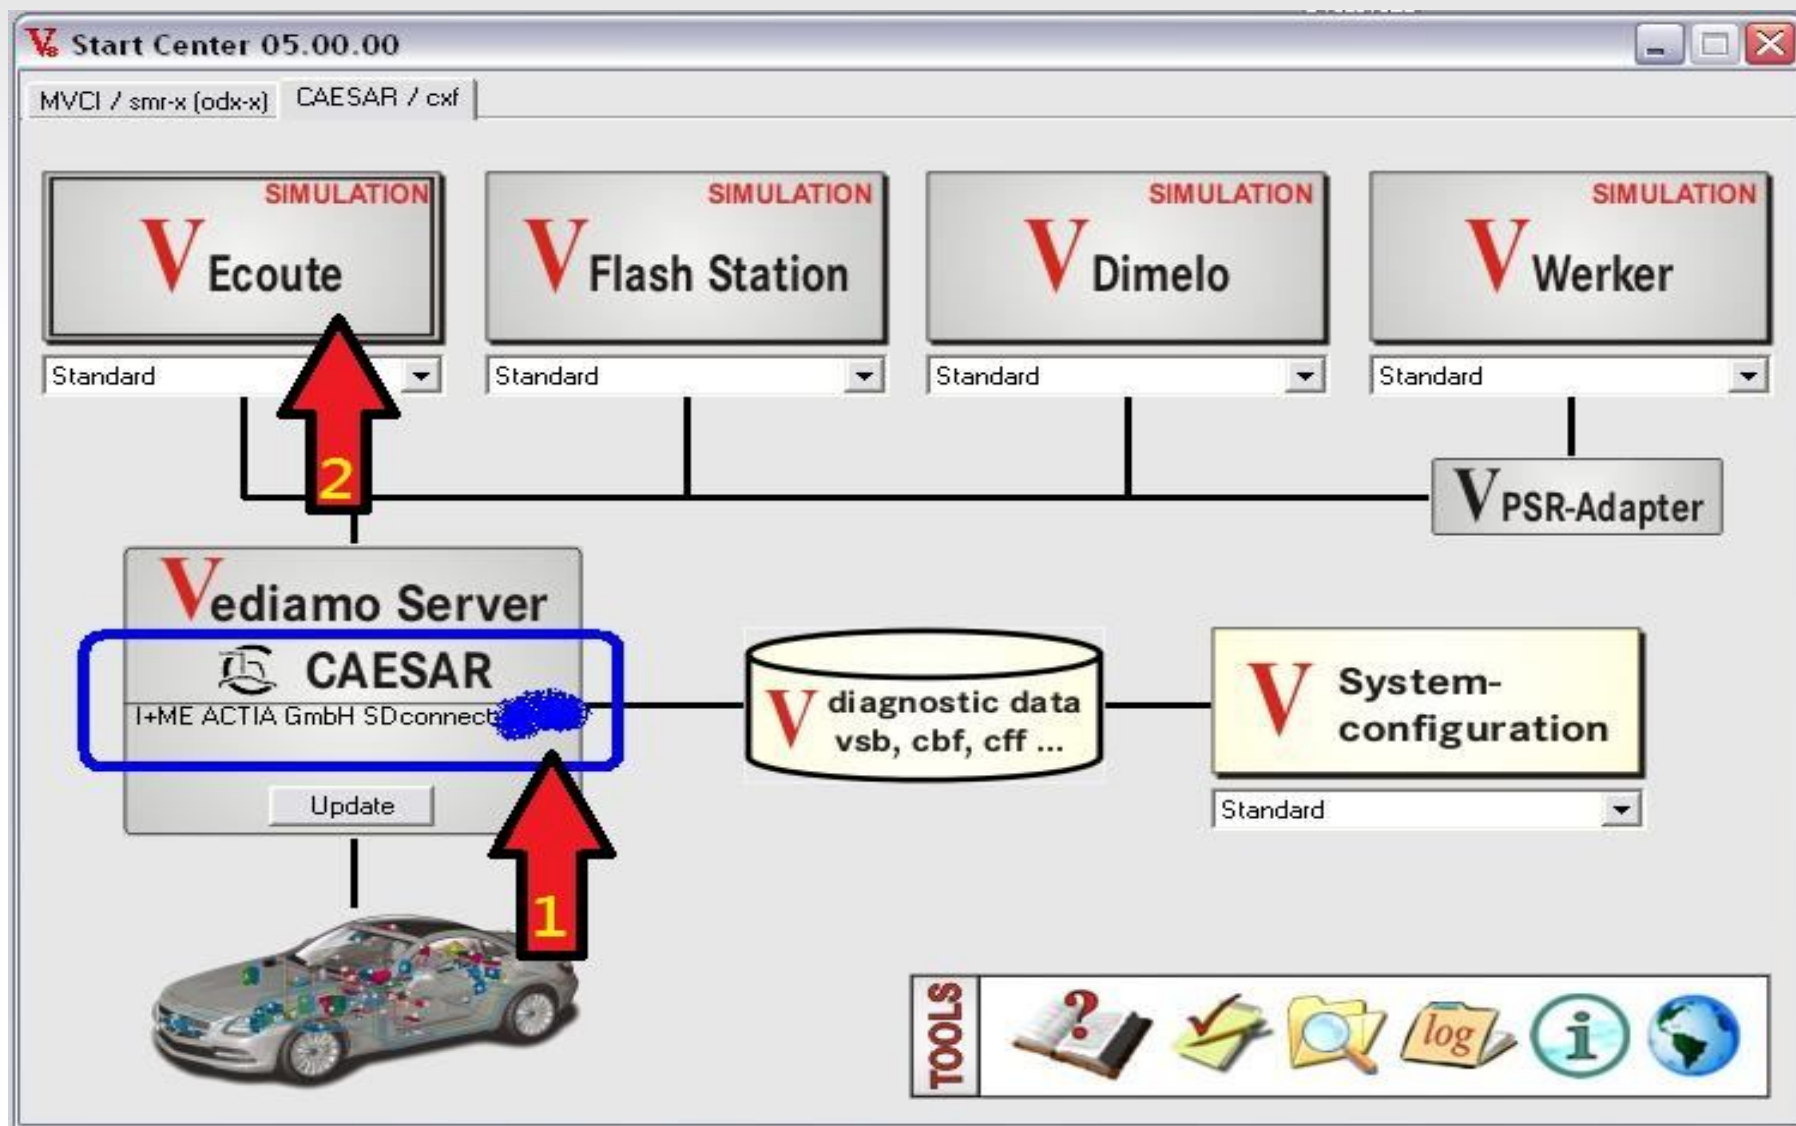 V8 Start Center 05.00.00
MVCI / smr-x (odx-x) CAESAR / cxf
SIMULATION SIMULATION SIMULATION SIMULATION
V Ecoute V Flash Station V Dimelo V Werker
Standard Standard Standard Standard
2
V PSR-Adapter
Vediamo Server
CAESAR
I+ME ACTIA GmbH SDconnect
V diagnostic data
vsb, cbf, cff ...
V System-
configuration
Update
Standard
1
TOOLS ? log i